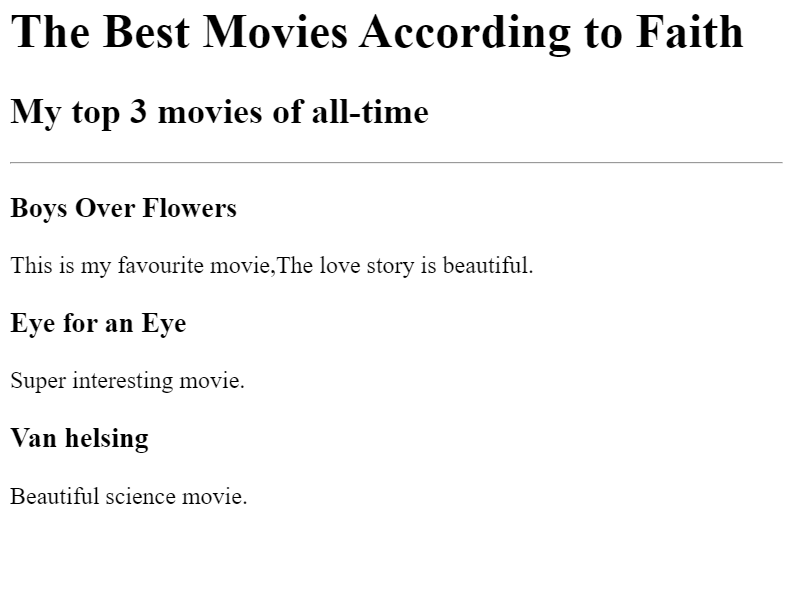 The Best Movies According to Faith
My top 3 movies of all-time
Boys Over Flowers
This is my favourite movie,The love story is beautiful.
Eye for an Eye
Super interesting movie.
Van helsing
Beautiful science movie.